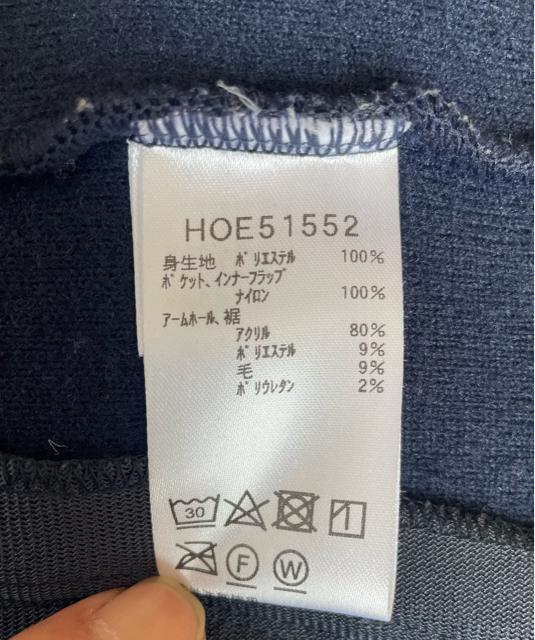 HOE51552
身生地 ﾎﾟﾘｴｽﾃﾙ 100%
ﾎﾟｹｯﾄ、ｲﾝﾅｰﾌﾗｯﾌﾟ
ﾅｲﾛﾝ 100%
ｱｰﾑﾎｰﾙ、裾
ｱｸﾘﾙ 80%
ﾎﾟﾘｴｽﾃﾙ 9%
毛 9%
ﾎﾟﾘｳﾚﾀﾝ 2%
30
F W